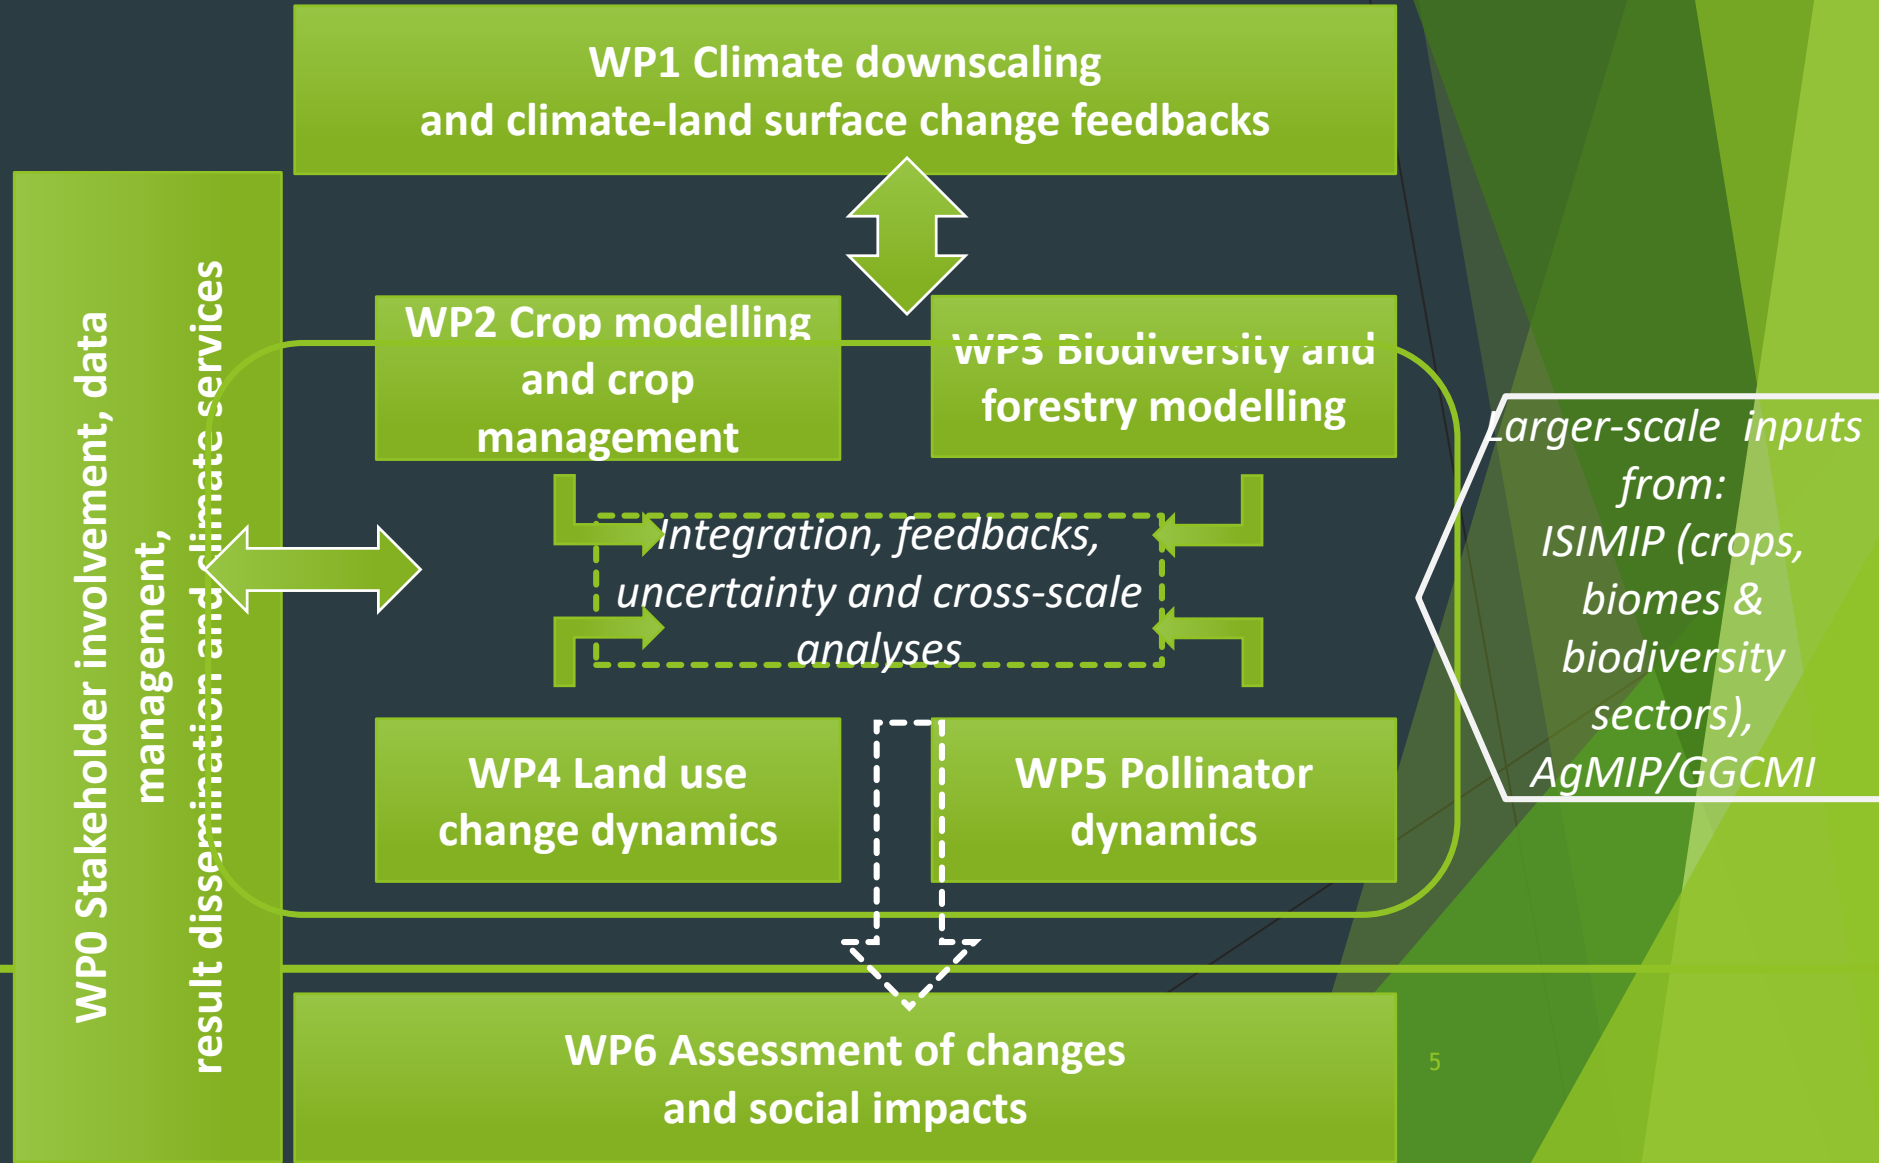 WP1 Climate downscaling
and climate-land surface change feedbacks
WP0 Stakeholder involvement, data
management,
result dissemination and climate services
WP2 Crop modelling
and crop
management
WP3 Biodiversity and
forestry modelling
Integration, feedbacks,
uncertainty and cross-scale
analyses
WP4 Land use
change dynamics
WP5 Pollinator
dynamics
Larger-scale inputs
from:
ISIMIP (crops,
biomes &
biodiversity
sectors),
AgMIP/GGCMI
WP6 Assessment of changes
and social impacts
5